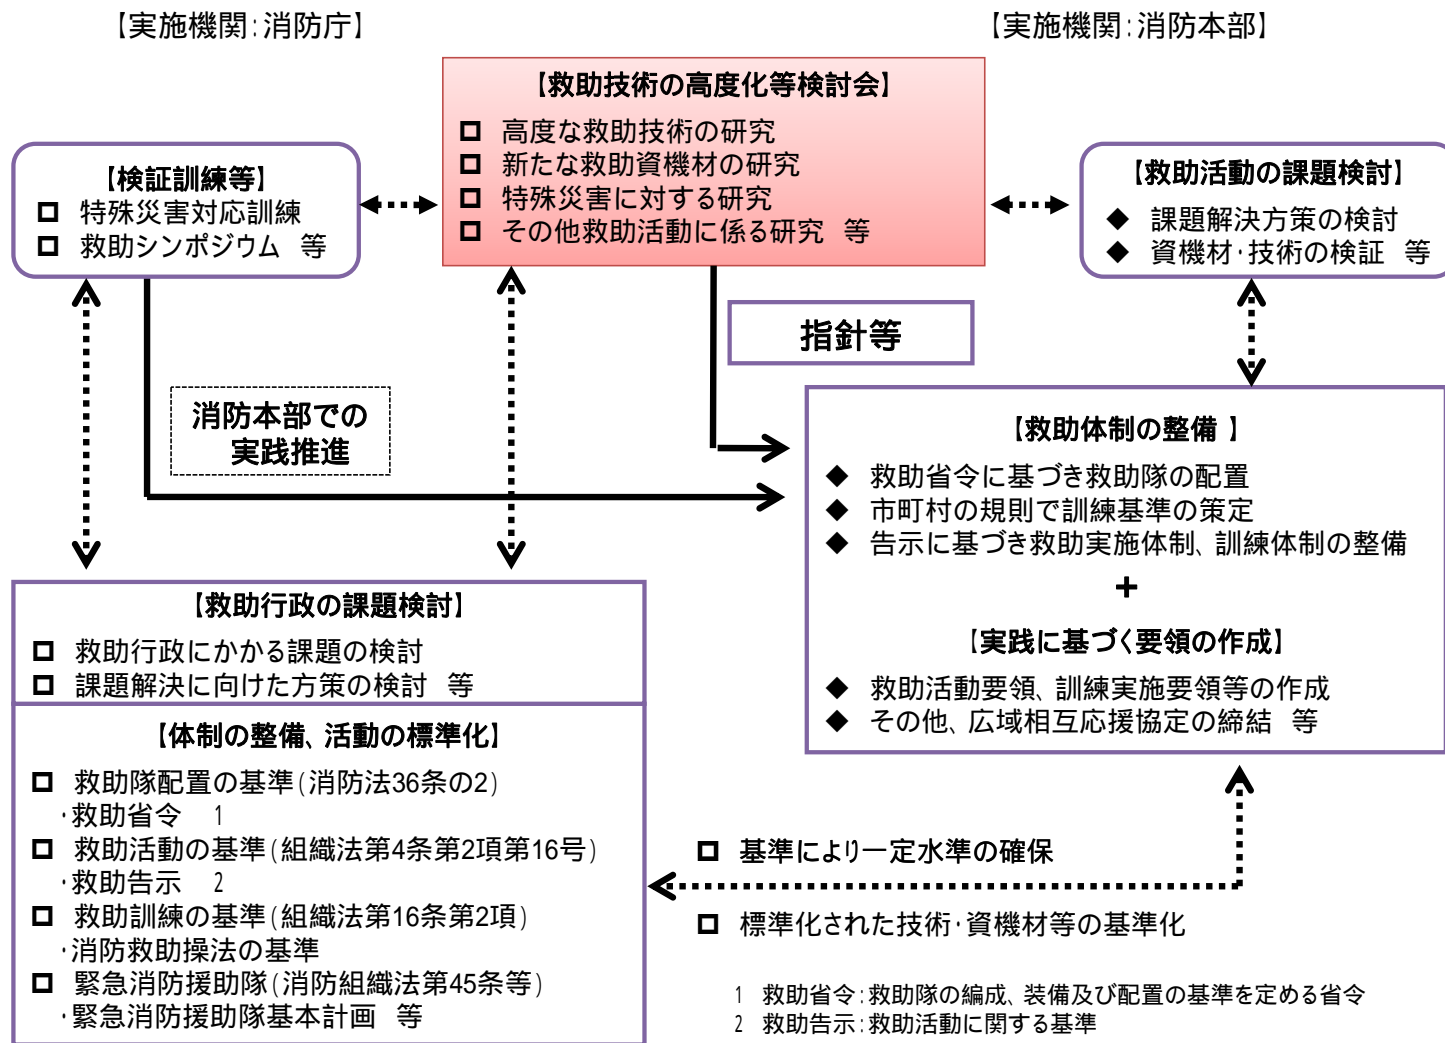 【実施機関:消防庁】
【実施機関:消防本部】
【救助技術の高度化等検討会】
高度な救助技術の研究
新たな救助資機材の研究
特殊災害に対する研究
その他救助活動に係る研究 等
【検証訓練等】
特殊災害対応訓練
救助シンポジウム 等
【救助活動の課題検討】
課題解決方策の検討
資機材・技術の検証 等
指針等
消防本部での
実践推進
【救助体制の整備 】
救助省令に基づき救助隊の配置
市町村の規則で訓練基準の策定
告示に基づき救助実施体制、訓練体制の整備
+
【実践に基づく要領の作成】
救助活動要領、訓練実施要領等の作成
その他、広域相互応援協定の締結 等
【救助行政の課題検討】
救助行政にかかる課題の検討
課題解決に向けた方策の検討 等
【体制の整備、活動の標準化】
救助隊配置の基準(消防法36条の2)
・救助省令 1
救助活動の基準(組織法第4条第2項第16号)
・救助告示 2
救助訓練の基準(組織法第16条第2項)
・消防救助操法の基準
緊急消防援助隊(消防組織法第45条等)
・緊急消防援助隊基本計画 等
基準により一定水準の確保
標準化された技術・資機材等の基準化
1 救助省令:救助隊の編成、装備及び配置の基準を定める省令
2 救助告示:救助活動に関する基準